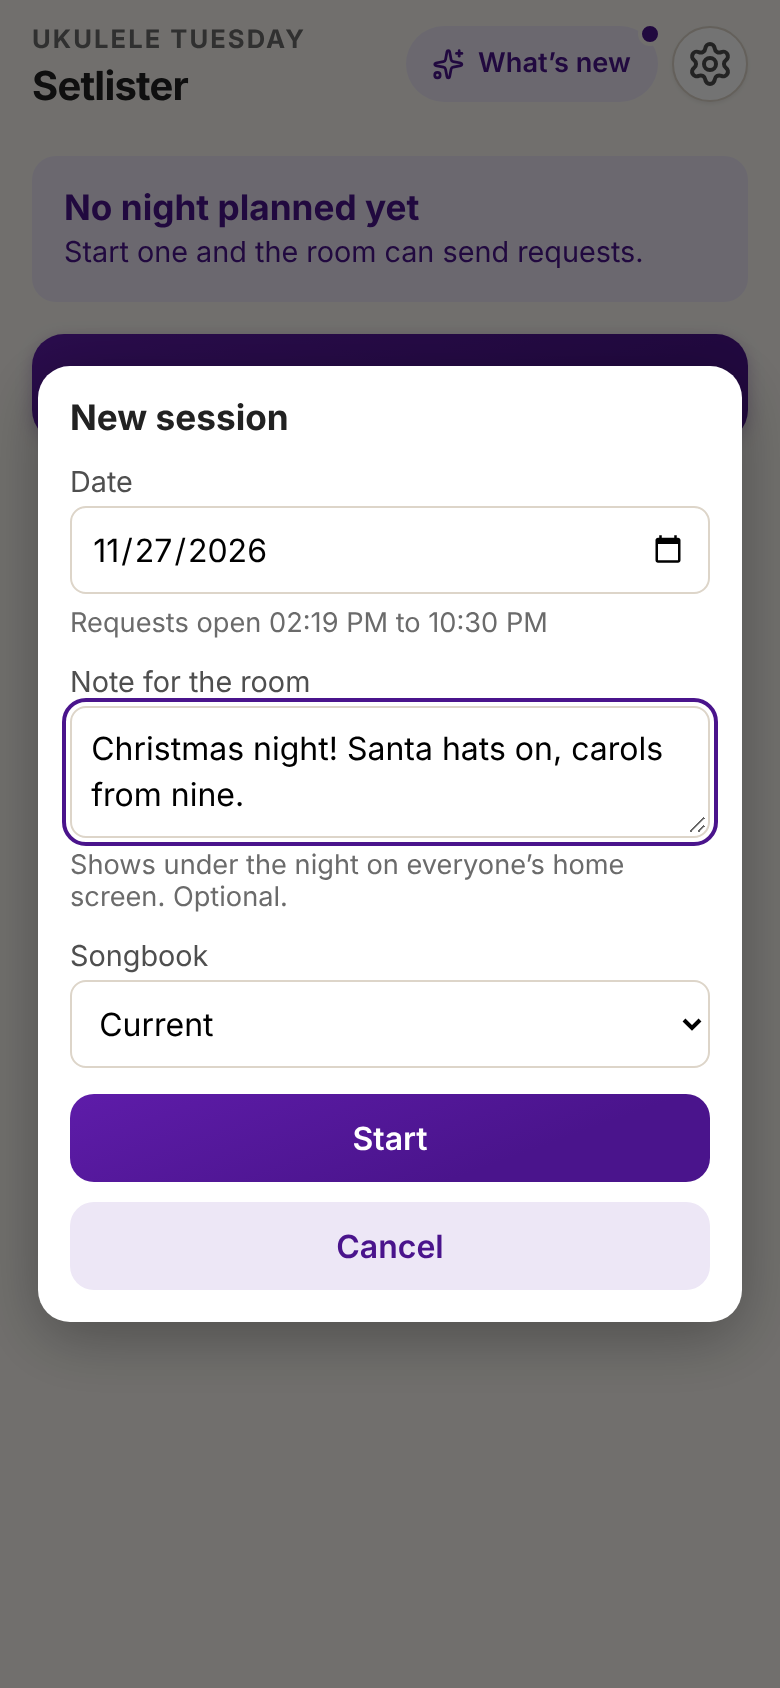 UKULELE TUESDAY
Setlister
What’s new
No night planned yet
Start one and the room can send requests.
New session
Date
11/27/2026
Requests open 02:19 PM to 10:30 PM
Note for the room
Christmas night! Santa hats on, carols
from nine.
Shows under the night on everyone’s home
screen. Optional.
Songbook
Current
Start
Cancel